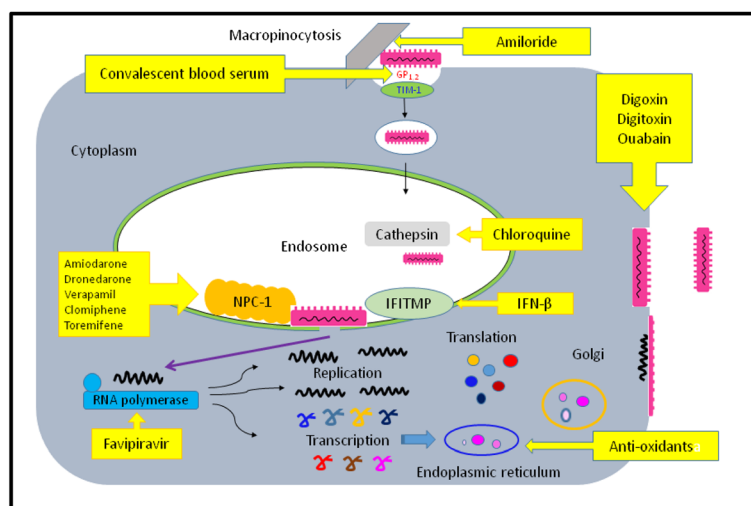 Macropinocytosis
Amiloride
Convalescent blood serum
GP1,2
TIM-1
Digoxin
Digitoxin
Ouabain
Cytoplasm
Cathepsin
Chloroquine
Endosome
Amiodarone
Dronedarone
Verapamil
Clomiphene
Toremifene
NPC-1
IFITMP
IFN-β
Translation
Golgi
Replication
RNA polymerase
Favipiravir
Transcription
Anti-oxidants
Endoplasmic reticulum